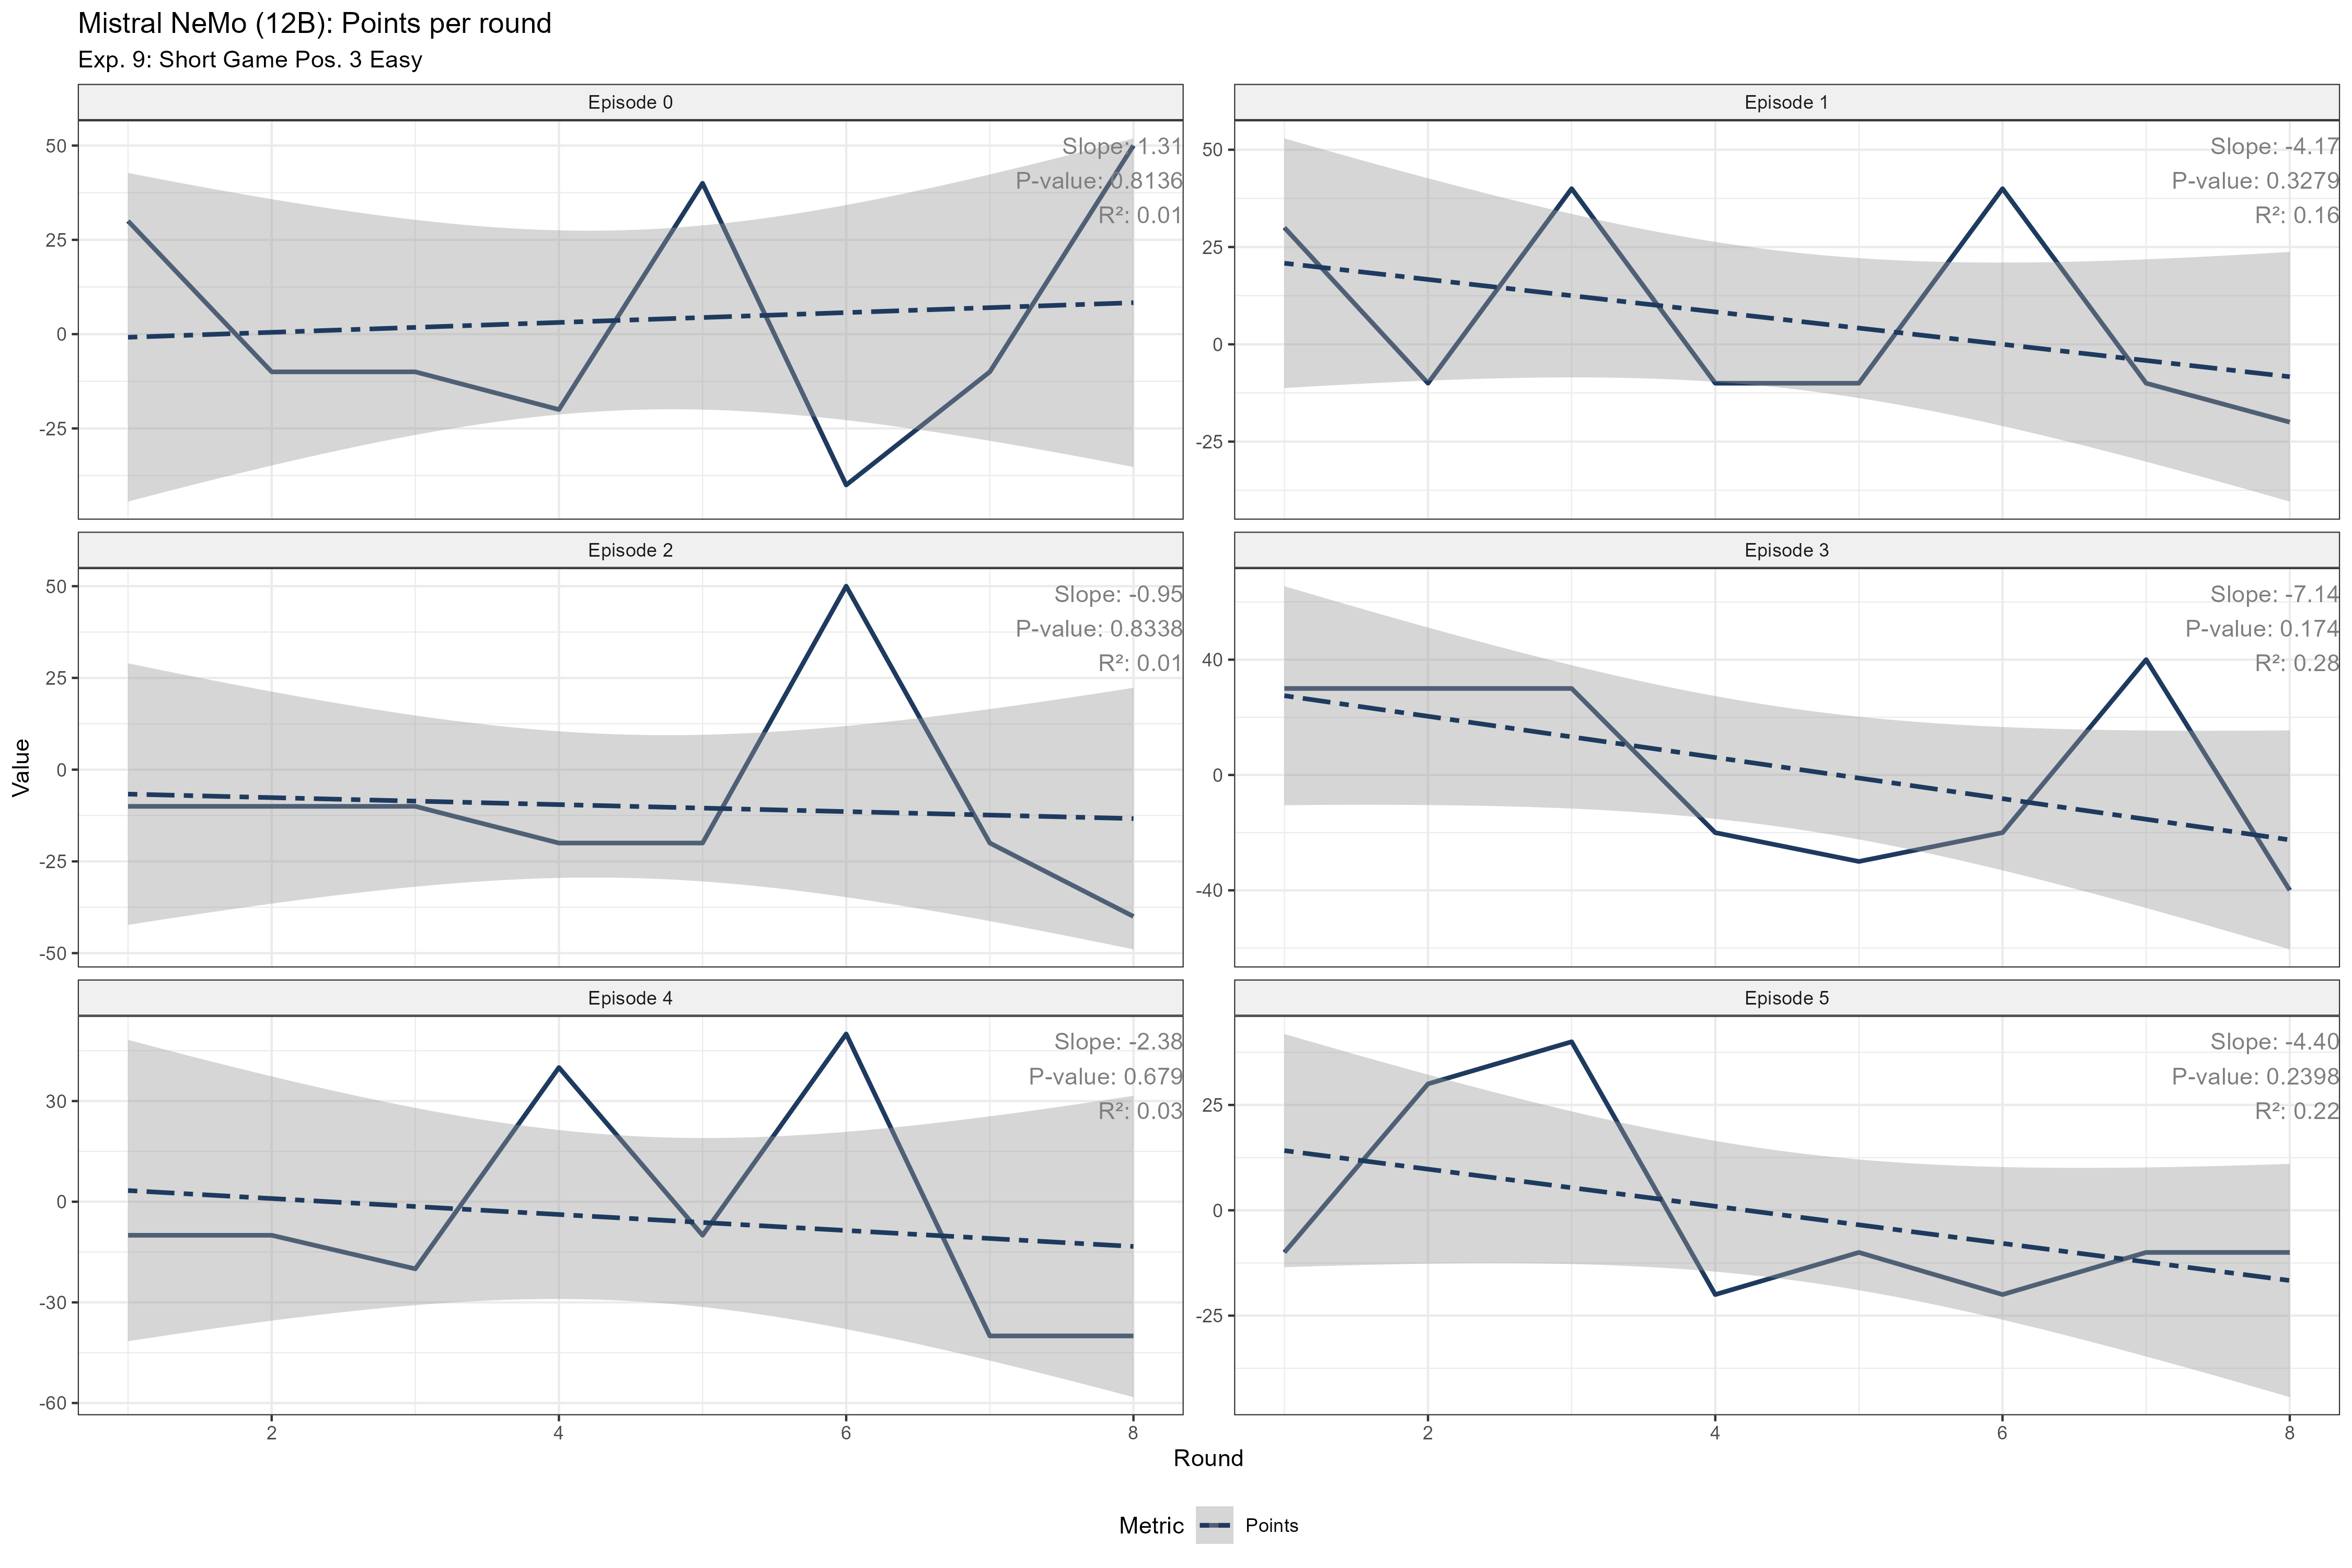 Mistral NeMo (12B): Points per round
Exp. 9: Short Game Pos. 3 Easy
Episode 0
50
25
0
-25
Slope: 1.31
P-value: 0.8136
R²: 0.01
Episode 1
50
25
0
-25
Slope: -4.17
P-value: 0.3279
R²: 0.16
Episode 2
50
25
0
-25
-50
Slope: -0.95
P-value: 0.8338
R²: 0.01
Episode 3
40
0
-40
Slope: -7.14
P-value: 0.174
R²: 0.28
Value
Episode 4
30
0
-30
-60
Slope: -2.38
P-value: 0.679
R²: 0.03
2 4 6 8
Episode 5
25
0
-25
Slope: -4.40
P-value: 0.2398
R²: 0.22
2 4 6 8
Round
Metric Points